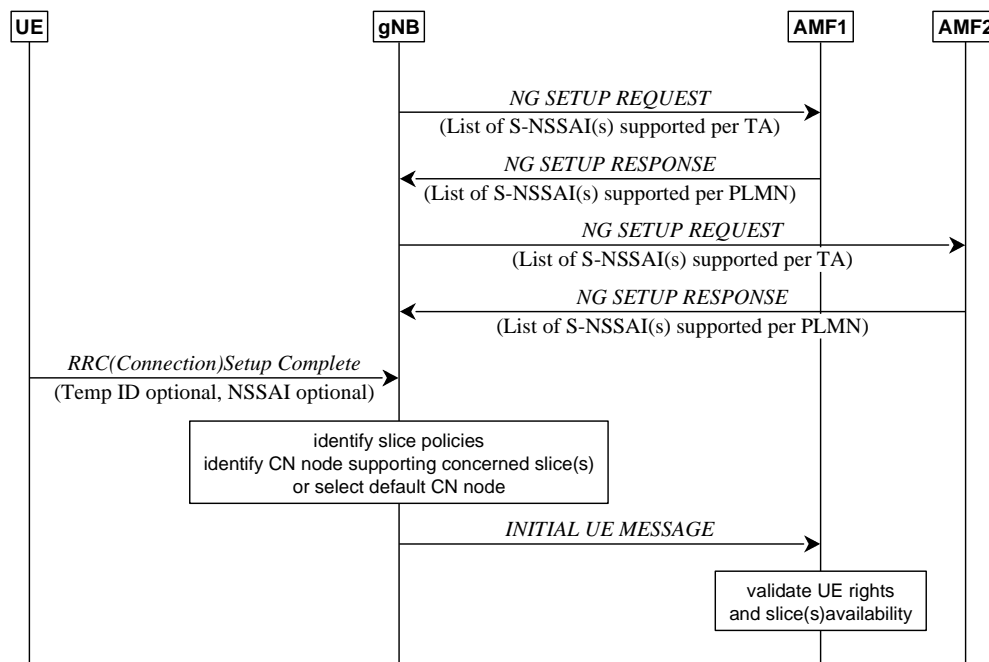 UE gNB AMF1 AMF2
NG SETUP REQUEST
(List of S-NSSAI(s) supported per TA)
NG SETUP RESPONSE
(List of S-NSSAI(s) supported per PLMN)
NG SETUP REQUEST
(List of S-NSSAI(s) supported per TA)
NG SETUP RESPONSE
(List of S-NSSAI(s) supported per PLMN)
RRC(Connection)Setup Complete
(Temp ID optional, NSSAI optional)
identify slice policies
identify CN node supporting concerned slice(s)
or select default CN node
INITIAL UE MESSAGE
validate UE rights
and slice(s)availability